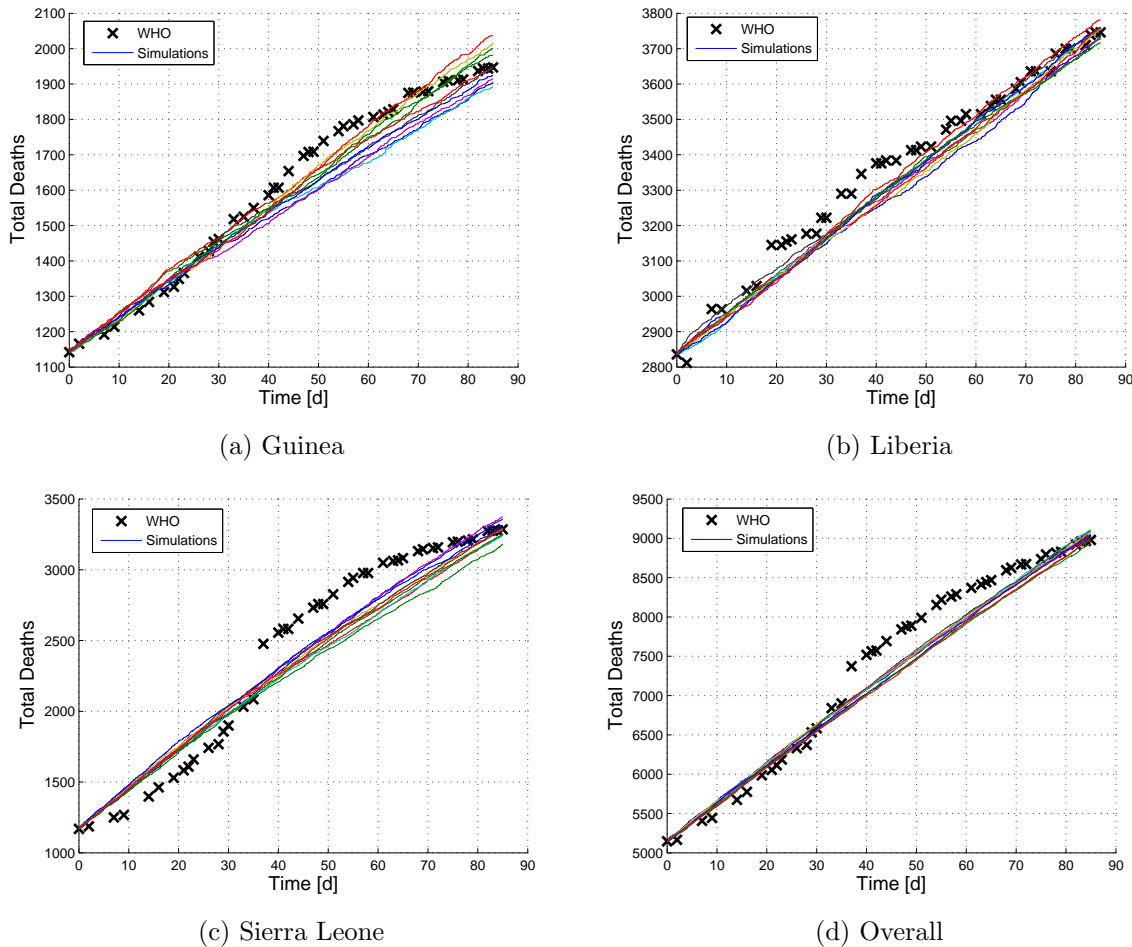 2100
2000
1900
1800
1700
1600
1500
1400
1300
1200
1100
Total Deaths
WHO
Simulations
0 10 20 30 40 50 60 70 80 90
Time [d]
(a) Guinea
3800
3700
3600
3500
3400
3300
3200
3100
3000
2900
2800
Total Deaths
WHO
Simulations
0 10 20 30 40 50 60 70 80 90
Time [d]
(b) Liberia
3500
3000
2500
2000
1500
1000
Total Deaths
WHO
Simulations
0 10 20 30 40 50 60 70 80 90
Time [d]
(c) Sierra Leone
9500
9000
8500
8000
7500
7000
6500
6000
5500
5000
Total Deaths
WHO
Simulations
0 10 20 30 40 50 60 70 80 90
Time [d]
(d) Overall